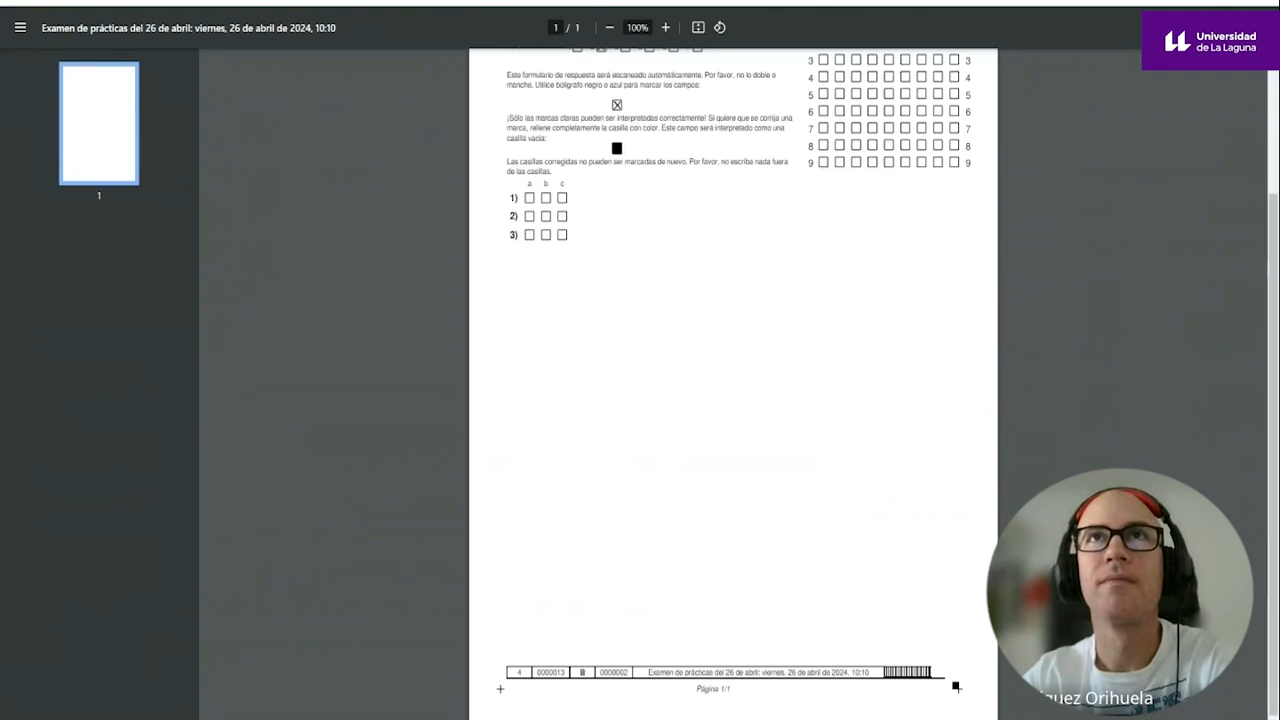 Examen de prácticas del 26 de abril: viernes, 26 de abril de 2024, 10:10
1 / 1
100%
Universidad
de La Laguna
1
Este formulario de respuesta será escaneado automáticamente. Por favor, no lo doble o
manche. Utilice bolígrafo negro o azul para marcar los campos:
¡Sólo las marcas claras pueden ser interpretadas correctamente! Si quiere que se corrija una
marca, rellene completamente la casilla con color. Este campo será interpretado como una
casilla vacía:
Las casillas corregidas no pueden ser marcadas de nuevo. Por favor, no escriba nada fuera
de las casillas.
a b c
1)
2)
3)
3 3
4 4
5 5
6 6
7 7
8 8
9 9
4 0000013 B 0000002 Examen de prácticas del 26 de abril: viernes, 26 de abril de 2024, 10:10
Página 1/1
Orihuela